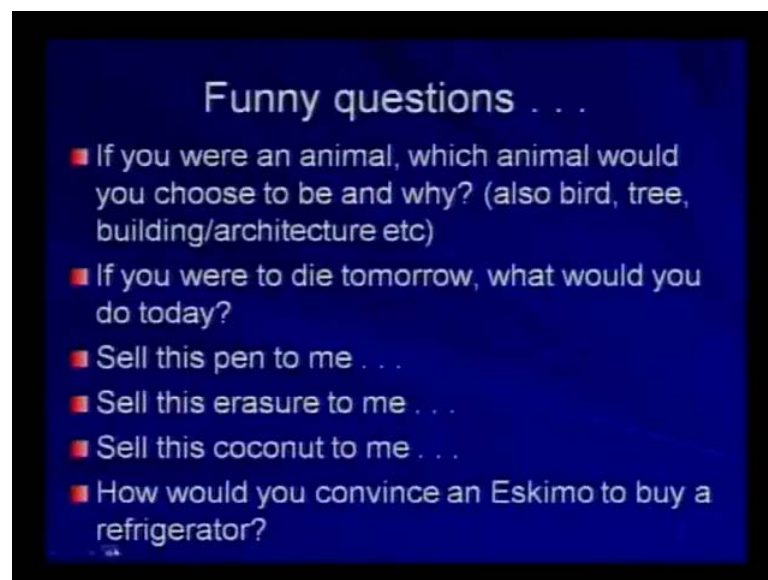 Funny questions . . .
If you were an animal, which animal would
you choose to be and why? (also bird, tree,
building/architecture etc)
If you were to die tomorrow, what would you
do today?
Sell this pen to me . . .
Sell this erasure to me . . .
Sell this coconut to me . . .
How would you convince an Eskimo to buy a
refrigerator?